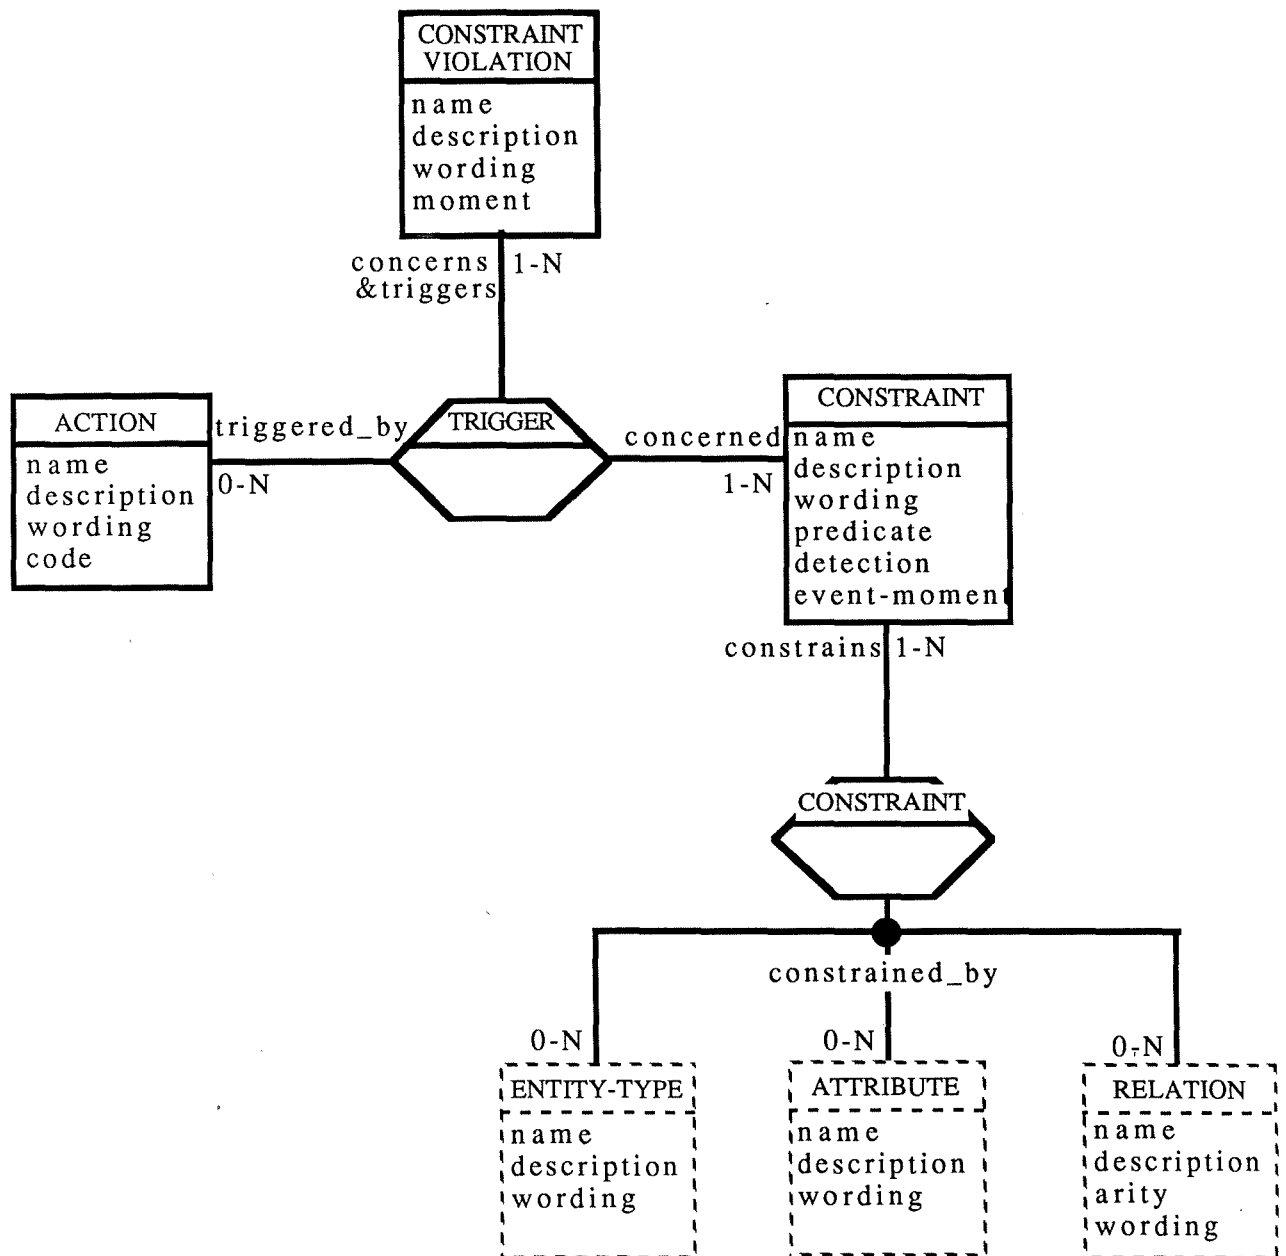 CONSTRAINT
VIOLATION
name
description
wording
moment
concerns 1-N
&triggers
ACTION
name
description
wording
code
triggered_by
0-N
TRIGGER
concerned
1-N
CONSTRAINT
name
description
wording
predicate
detection
event-moment
constrains 1-N
CONSTRAINT
constrained_by
0-N
ENTITY-TYPE
name
description
wording
0-N
ATTRIBUTE
name
description
wording
0-N
RELATION
name
description
arity
wording